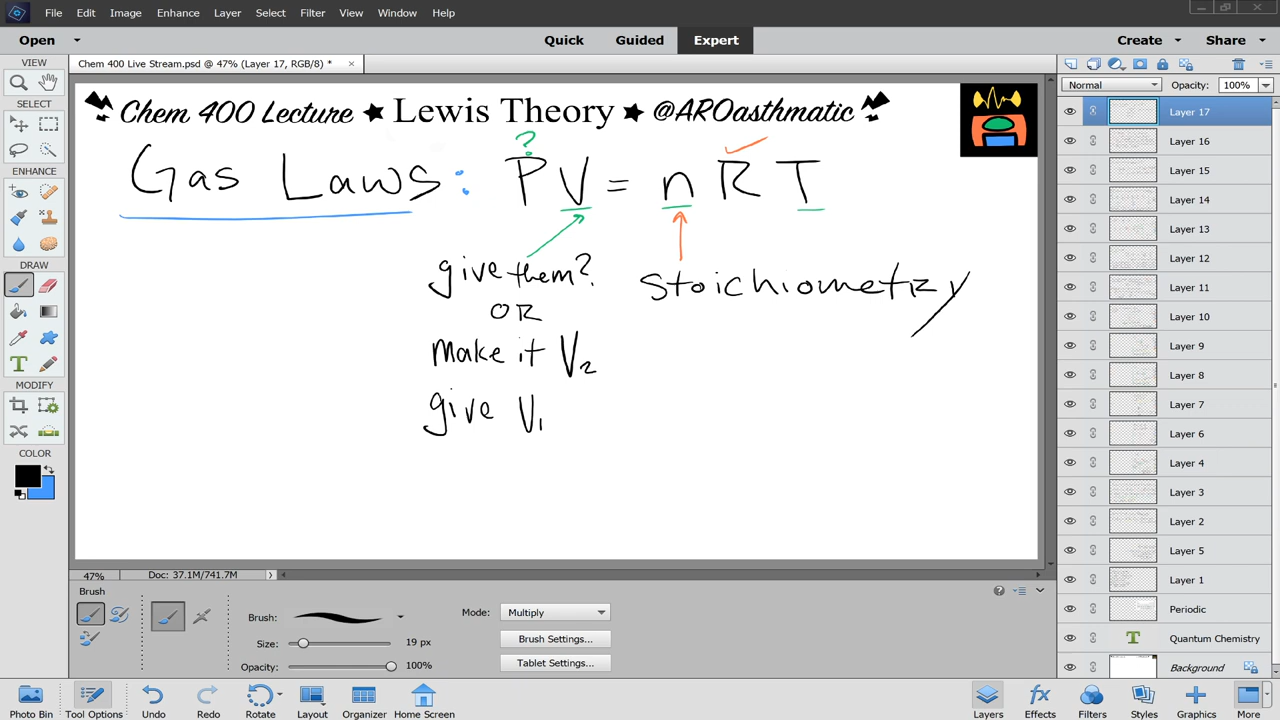 File Edit Image Enhance Layer Select Filter View Window Help
Open Quick Guided Expert Create Share
Chem 400 Live Stream.psd @ 47% (Layer 17, RGB/8) * ×
VIEW
SELECT
ENHANCE
DRAW
MODIFY
COLOR
Chem 400 Lecture ★ Lewis Theory ★ @AROasthmatic
?
Gas Laws: PV = nRT
give them? stoichiometry
OR
make it V₂
give V₁
Normal Opacity: 100%
Layer 17
Layer 16
Layer 15
Layer 14
Layer 13
Layer 12
Layer 11
Layer 10
Layer 9
Layer 8
Layer 7
Layer 6
Layer 4
Layer 3
Layer 2
Layer 5
Layer 1
Periodic
T Quantum Chemistry
Background
47% Doc: 37.1M/741.7M
Brush
Brush: Mode: Multiply
Size: 19 px Brush Settings...
Opacity: 100% Tablet Settings...
Photo Bin Tool Options Undo Redo Rotate Layout Organizer Home Screen Layers Effects Filters Styles Graphics More